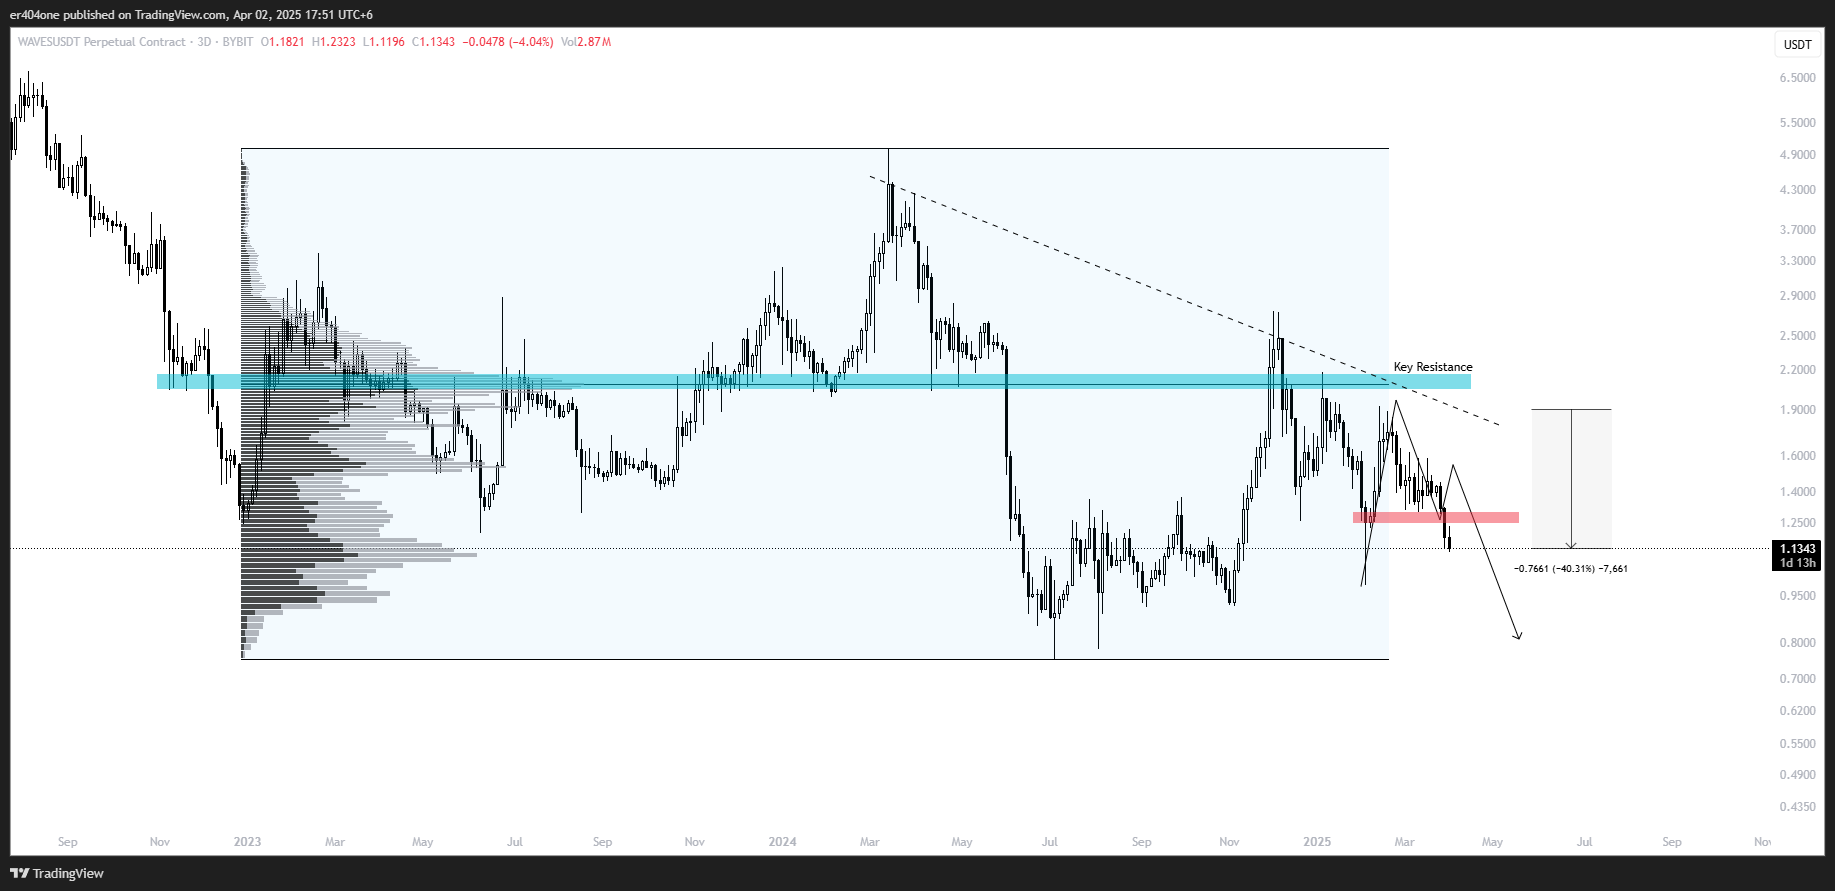 er404one published on TradingView.com, Apr 02, 2025 17:51 UTC+6
WAVESUSDT Perpetual Contract · 3D · BYBIT O1.1821 H1.2323 L1.1196 C1.1343 −0.0478 (−4.04%) Vol2.87M
USDT
6.5000
5.5000
4.9000
4.3000
3.7000
3.3000
2.9000
2.5000
Key Resistance
2.2000
1.9000
1.6000
1.4000
1.2500
1.1343
1d 13h
−0.7661 (−40.31%) −7,661
0.9500
0.8000
0.7000
0.6200
0.5500
0.4900
0.4350
Sep Nov 2023 Mar May Jul Sep Nov 2024 Mar May Jul Sep Nov 2025 Mar May Jul Sep Nov
TradingView